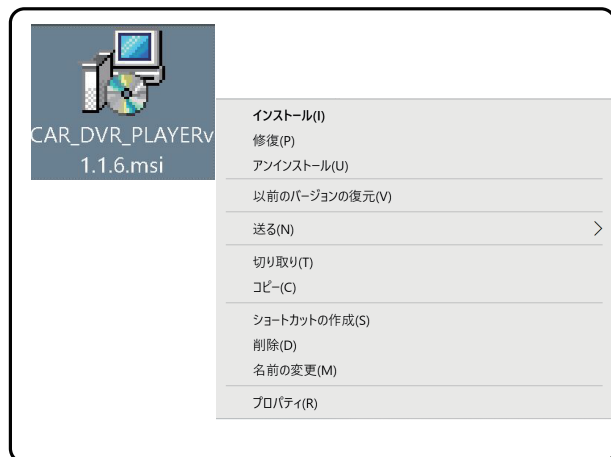 CAR_DVR_PLAYERv
1.1.6.msi
インストール(I)
修復(P)
アンインストール(U)
以前のバージョンの復元(V)
送る(N)
切り取り(T)
コピー(C)
ショートカットの作成(S)
削除(D)
名前の変更(M)
プロパティ(R)